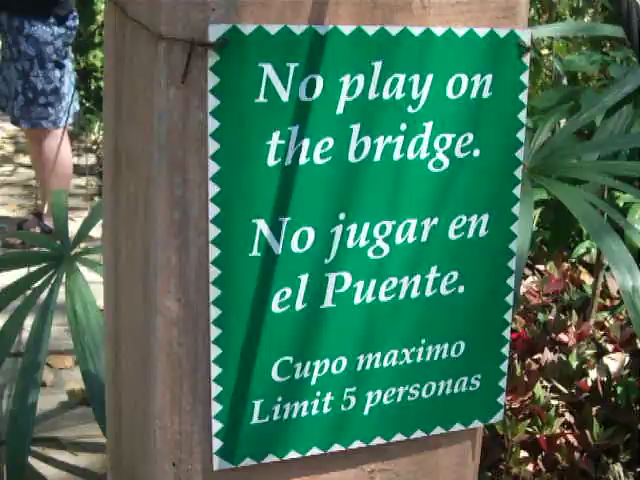 No play on
the bridge.
No jugar en
el Puente.
Cupo maximo
Limit 5 personas